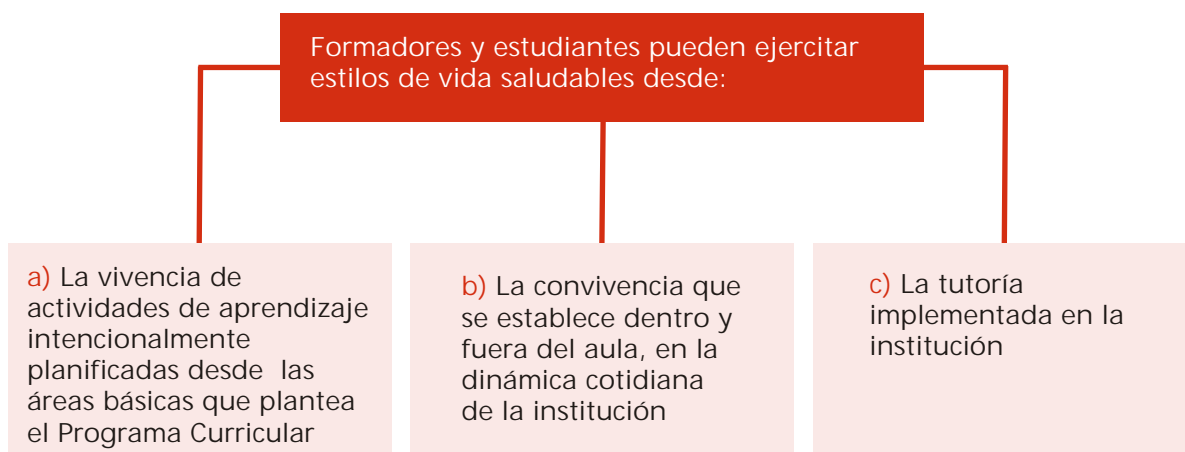 Formadores y estudiantes pueden ejercitar
estilos de vida saludables desde:
a) La vivencia de
actividades de aprendizaje
intencionalmente
planificadas desde las
áreas básicas que plantea
el Programa Curricular
b) La convivencia que
se establece dentro y
fuera del aula, en la
dinámica cotidiana
de la institución
c) La tutoría
implementada en la
institución